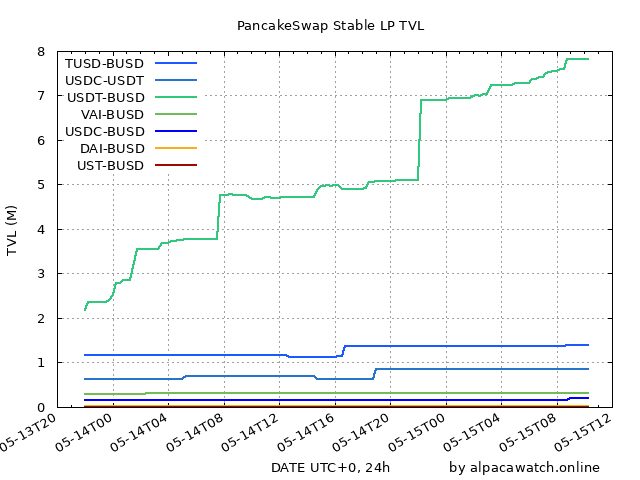 PancakeSwap Stable LP TVL
8
7
6
5
4
3
2
1
0
TVL (M)
TUSD-BUSD
USDC-USDT
USDT-BUSD
VAI-BUSD
USDC-BUSD
DAI-BUSD
UST-BUSD
05-13T20
05-14T00
05-14T04
05-14T08
05-14T12
05-14T16
05-14T20
05-15T00
05-15T04
05-15T08
05-15T12
DATE UTC+0, 24h
by alpacawatch.online